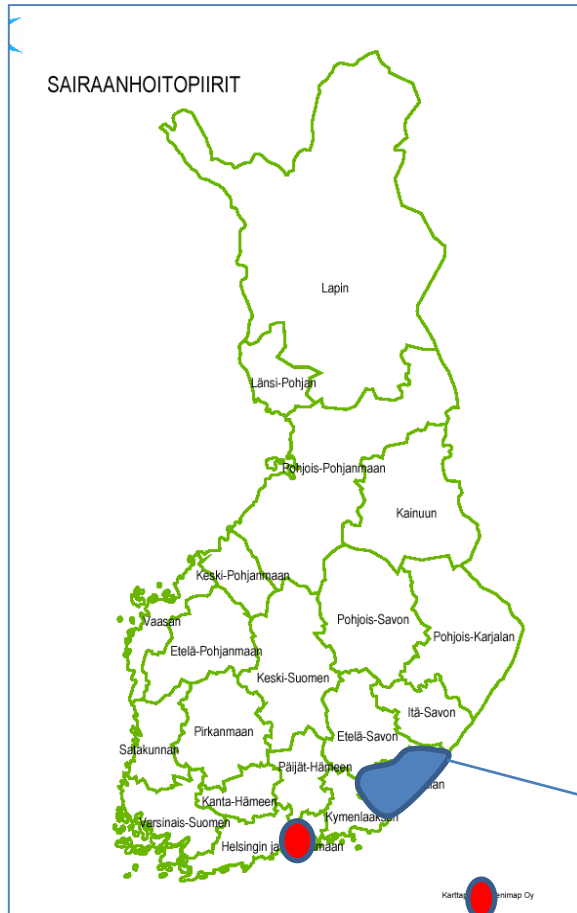 SAIRAANHOITOPIIRIT
Lapin
Länsi-Pohjan
Pohjois-Pohjanmaan
Kainuun
Keski-Pohjanmaan
Vaasan
Pohjois-Savon
Pohjois-Karjalan
Etelä-Pohjanmaan
Keski-Suomen
Itä-Savon
Pirkanmaan
Etelä-Savon
Satakunnan
Päijät-Hämeen
Kanta-Hämeen
Kymenlaakson
Varsinais-Suomen
Helsingin ja
Oy